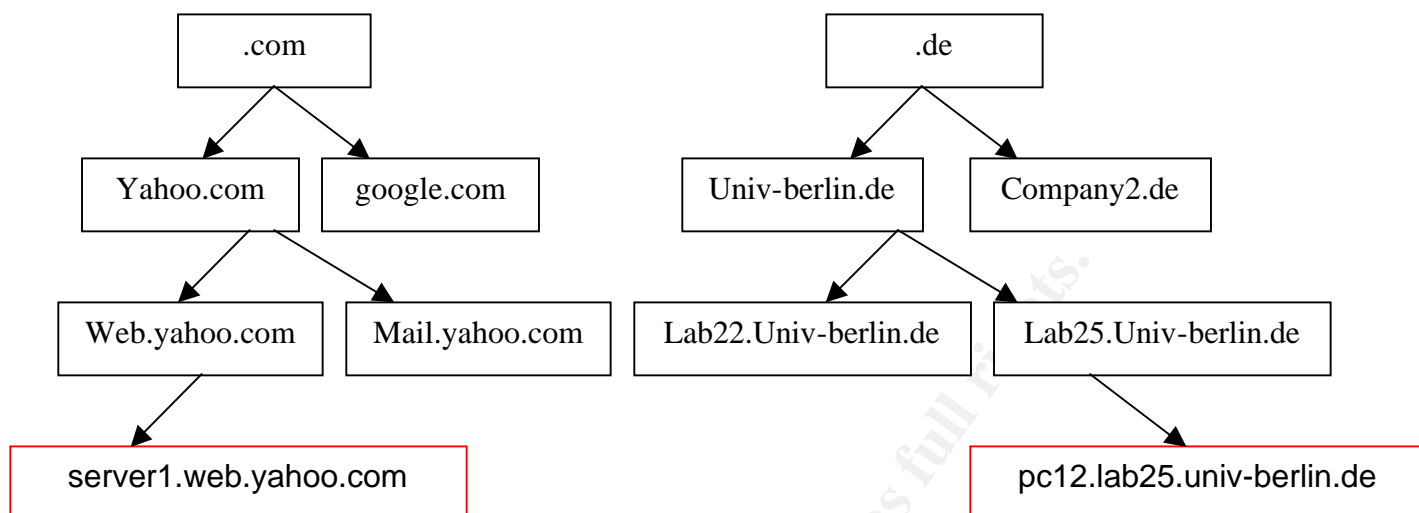 .com
.de
Yahoo.com
google.com
Univ-berlin.de
Company2.de
Web.yahoo.com
Mail.yahoo.com
Lab22.Univ-berlin.de
Lab25.Univ-berlin.de
server1.web.yahoo.com
pc12.lab25.univ-berlin.de
full